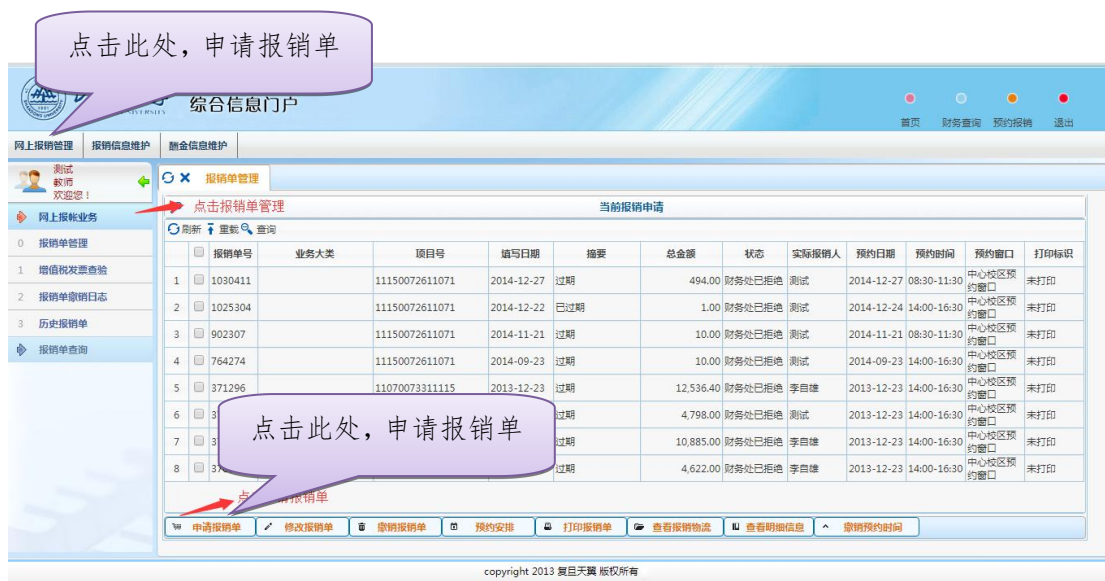 点击此处，申请报销单
综合信息门户
首页 财务查询 预约报销 退出
网上报销管理 报销信息维护 酬金信息维护
测试
教师
欢迎您！
报销单管理
网上报帐业务
0 报销单管理
1 增值税发票查验
2 报销单撤销日志
3 历史报销单
报销单查询
点击报销单管理
当前报销申请
刷新 重载 查询
报销单号 业务大类 项目号 填写日期 摘要 总金额 状态 实际报销人 预约日期 预约时间 预约窗口 打印标识
1 1030411 11150072611071 2014-12-27 过期 494.00 财务处已拒绝 测试 2014-12-27 08:30-11:30 中心校区预约窗口 未打印
2 1025304 11150072611071 2014-12-22 已过期 1.00 财务处已拒绝 测试 2014-12-24 14:00-16:30 中心校区预约窗口 未打印
3 902307 11150072611071 2014-11-21 过期 10.00 财务处已拒绝 测试 2014-11-21 08:30-11:30 中心校区预约窗口 未打印
4 764274 11150072611071 2014-09-23 过期 10.00 财务处已拒绝 测试 2014-09-23 14:00-16:30 中心校区预约窗口 未打印
5 371296 11070073311115 2013-12-23 过期 12,536.40 财务处已拒绝 李自雄 2013-12-23 14:00-16:30 中心校区预约窗口 未打印
6 过期 4,798.00 财务处已拒绝 测试 2013-12-23 14:00-16:30 中心校区预约窗口 未打印
7 过期 10,885.00 财务处已拒绝 李自雄 2013-12-23 14:00-16:30 中心校区预约窗口 未打印
8 过期 4,622.00 财务处已拒绝 李自雄 2013-12-23 14:00-16:30 中心校区预约窗口 未打印
点击此处，申请报销单
报销单
申请报销单 修改报销单 撤销报销单 预约安排 打印报销单 查看报销物流 查看明细信息 撤销预约时间
copyright 2013 复旦天翼 版权所有